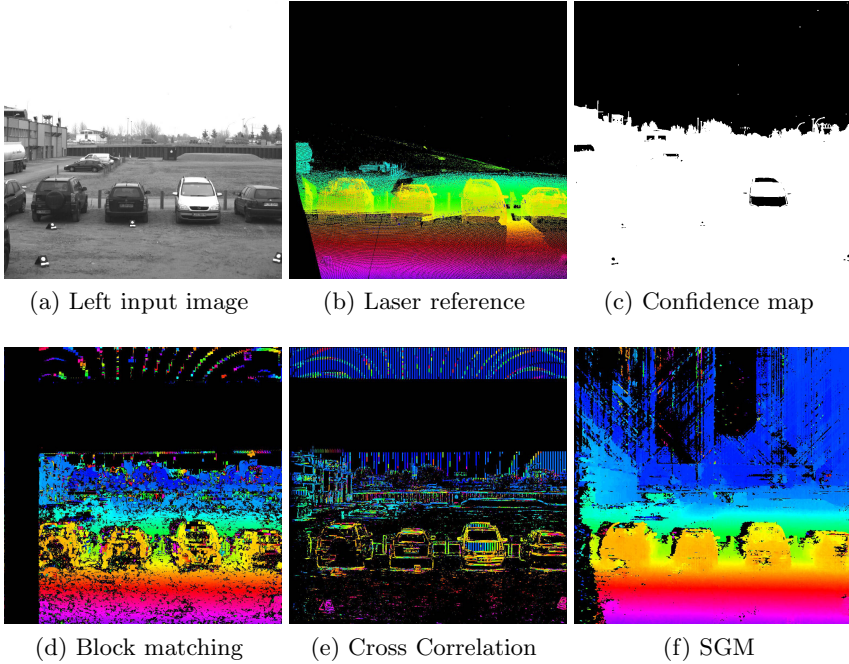 (a) Left input image
(b) Laser reference
(c) Confidence map
(d) Block matching
(e) Cross Correlation
(f) SGM